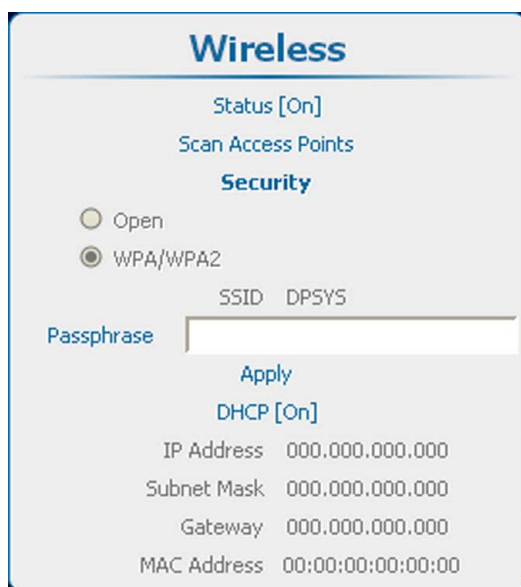 Wireless
Status [On]
Scan Access Points
Security
Open
WPA/WPA2
SSID DPSYS
Passphrase
Apply
DHCP [On]
IP Address 000.000.000.000
Subnet Mask 000.000.000.000
Gateway 000.000.000.000
MAC Address 00:00:00:00:00:00